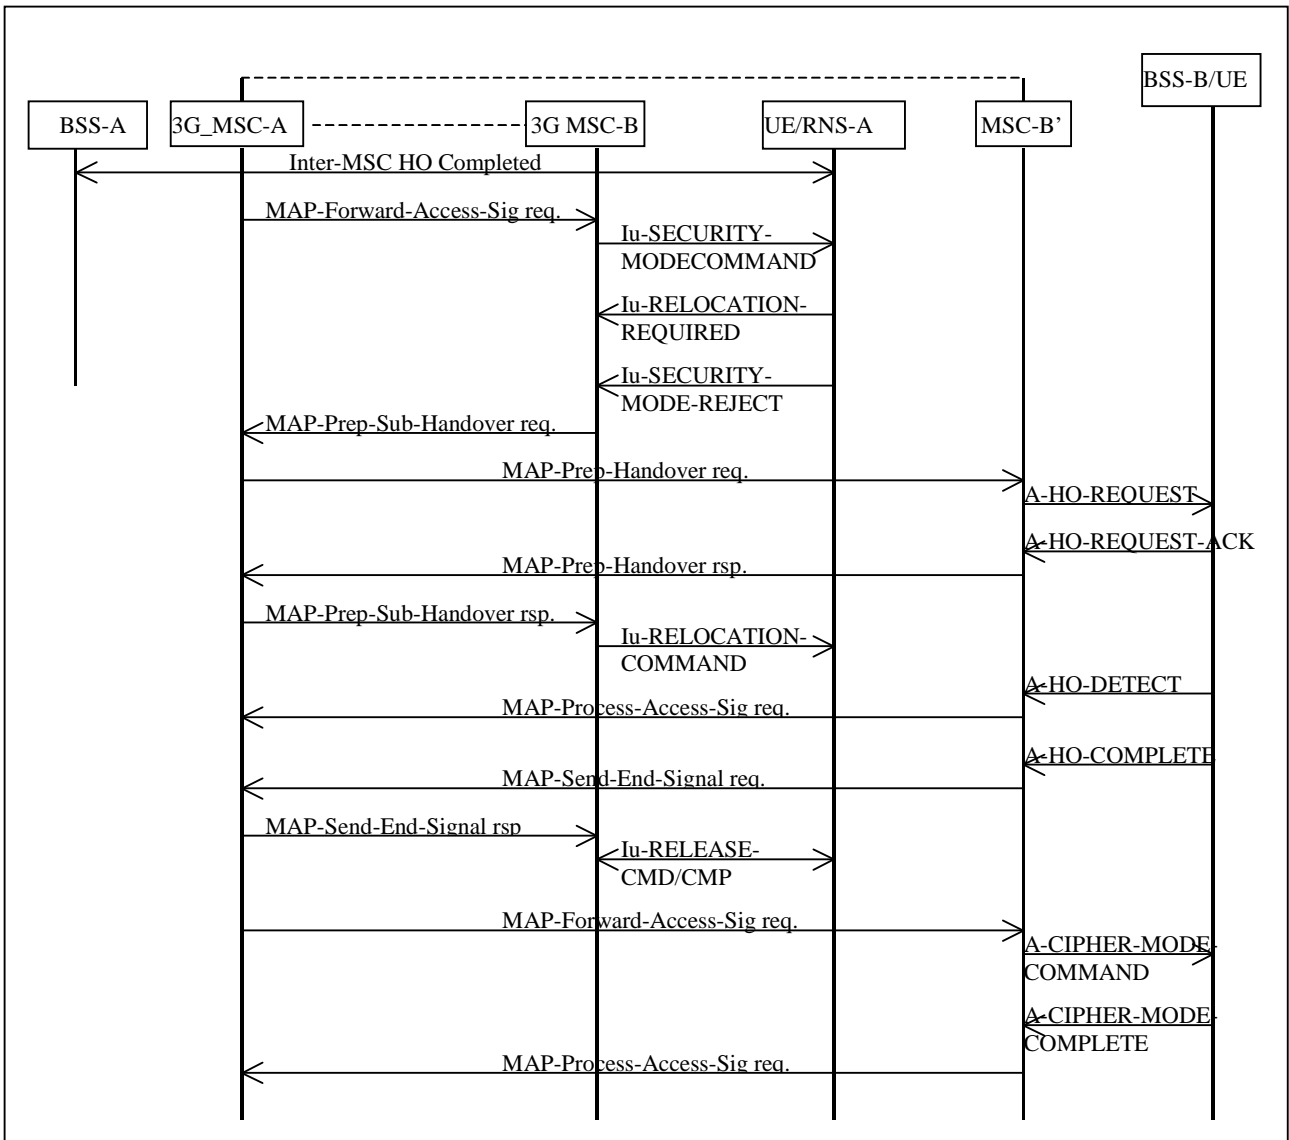 BSS-B/UE
BSS-A
3G_MSC-A
3G MSC-B
UE/RNS-A
MSC-B’
Inter-MSC HO Completed
MAP-Forward-Access-Sig req.
Iu-SECURITY-
MODECOMMAND
Iu-RELOCATION-
REQUIRED
Iu-SECURITY-
MODE-REJECT
MAP-Prep-Sub-Handover req.
MAP-Prep-Handover req.
A-HO-REQUEST
A-HO-REQUEST-ACK
MAP-Prep-Handover rsp.
MAP-Prep-Sub-Handover rsp.
Iu-RELOCATION-
COMMAND
A-HO-DETECT
MAP-Process-Access-Sig req.
A-HO-COMPLETE
MAP-Send-End-Signal req.
MAP-Send-End-Signal rsp
Iu-RELEASE-
CMD/CMP
MAP-Forward-Access-Sig req.
A-CIPHER-MODE-
COMMAND
A-CIPHER-MODE-
COMPLETE
MAP-Process-Access-Sig req.